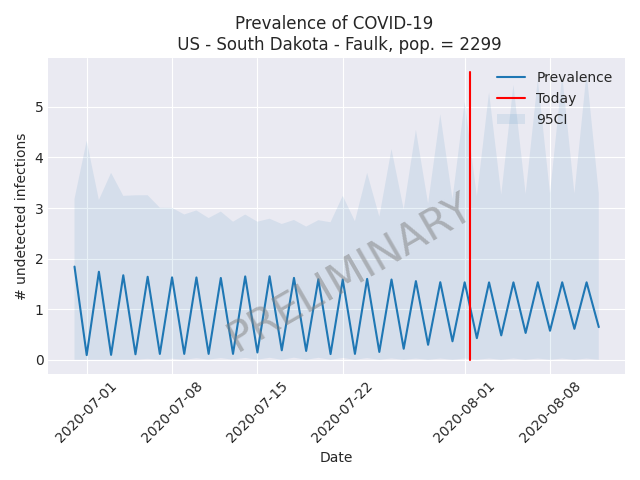 Prevalence of COVID-19
US - South Dakota - Faulk, pop. = 2299
Prevalence
Today
95CI
# undetected infections
5
4
3
2
1
0
PRELIMINARY
2020-07-01
2020-07-08
2020-07-15
2020-07-22
2020-08-01
2020-08-08
Date